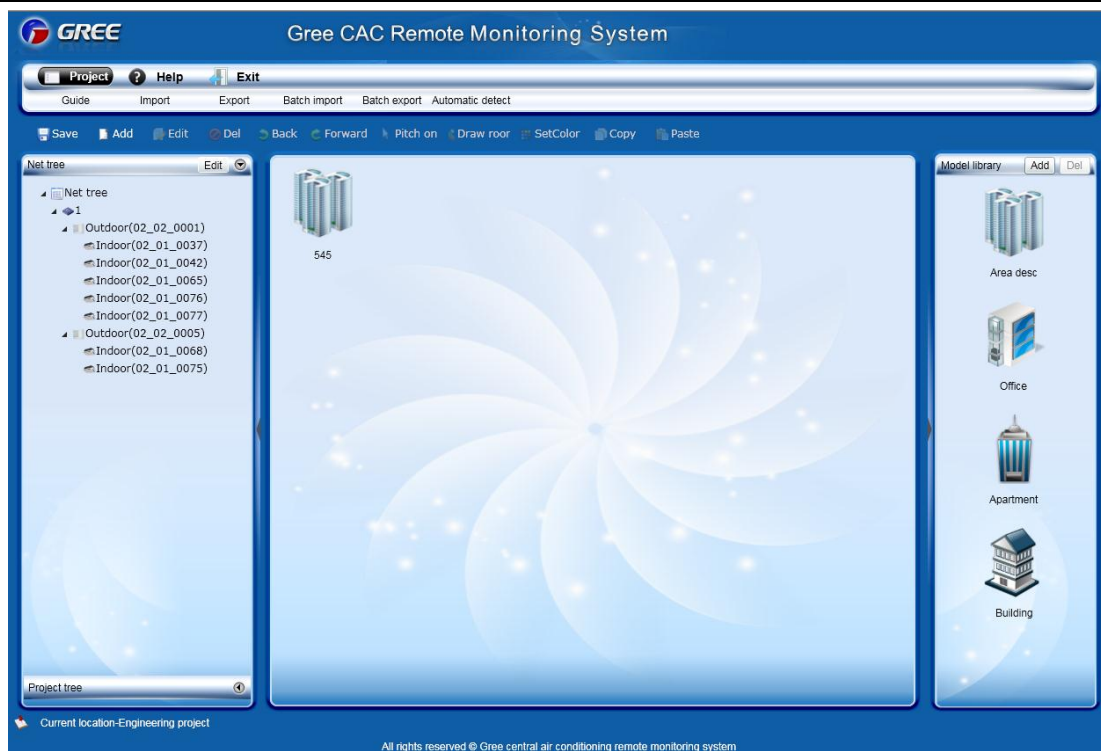 GREE
Gree CAC Remote Monitoring System
Project Help Exit
Guide Import Export Batch import Batch export Automatic detect
Save Add Edit Del Back Forward Pitch on Draw roor SetColor Copy Paste
Net tree Edit
Net tree
1
Outdoor(02_02_0001)
Indoor(02_01_0037)
Indoor(02_01_0042)
Indoor(02_01_0065)
Indoor(02_01_0076)
Indoor(02_01_0077)
Outdoor(02_02_0005)
Indoor(02_01_0068)
Indoor(02_01_0075)
Project tree
545
Model library Add Del
Area desc
Office
Apartment
Building
Current location-Engineering project
All rights reserved © Gree central air conditioning remote monitoring system